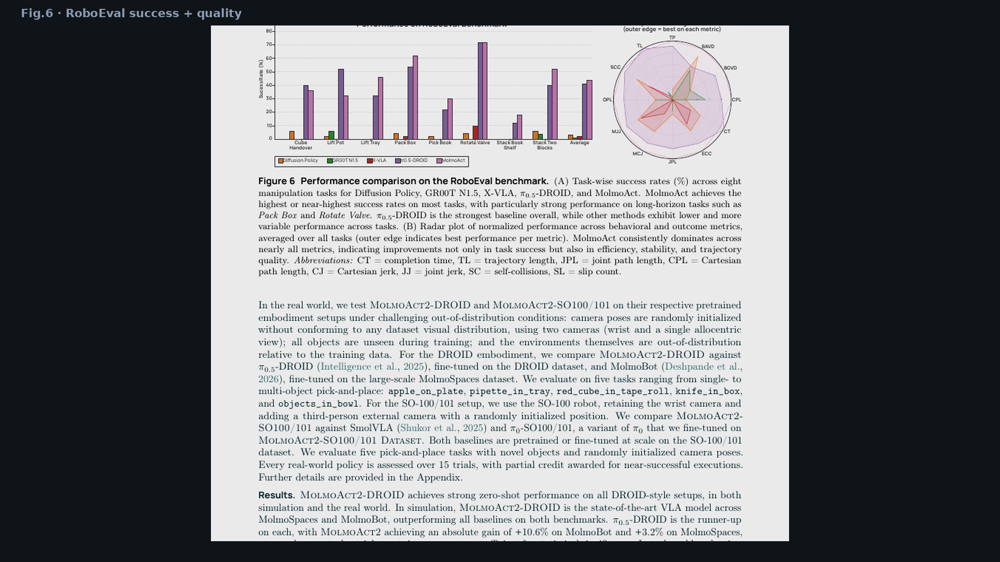 Fig.6 · RoboEval success + quality
Performance on RoboEval Benchmark
(outer edge = best on each metric)
Success Rate (%)
80
70
60
50
40
30
20
10
0
Cube Handover
Lift Pot
Lift Tray
Pack Box
Pick Book
Rotate Valve
Stack Book Shelf
Stack Two Blocks
Average
Diffusion Policy
GR00T N1.5
X-VLA
π0.5-DROID
MolmoAct
TP
BAVD
BGVD
CPL
CT
ECC
JPL
MCJ
MJJ
OPL
SCC
TL
Figure 6 Performance comparison on the RoboEval benchmark. (A) Task-wise success rates (%) across eight
manipulation tasks for Diffusion Policy, GR00T N1.5, X-VLA, π0.5-DROID, and MolmoAct. MolmoAct achieves the
highest or near-highest success rates on most tasks, with particularly strong performance on long-horizon tasks such as
Pack Box and Rotate Valve. π0.5-DROID is the strongest baseline overall, while other methods exhibit lower and more
variable performance across tasks. (B) Radar plot of normalized performance across behavioral and outcome metrics,
averaged over all tasks (outer edge indicates best performance per metric). MolmoAct consistently dominates across
nearly all metrics, indicating improvements not only in task success but also in efficiency, stability, and trajectory
quality. Abbreviations: CT = completion time, TL = trajectory length, JPL = joint path length, CPL = Cartesian
path length, CJ = Cartesian jerk, JJ = joint jerk, SC = self-collisions, SL = slip count.
In the real world, we test MolmoAct2-DROID and MolmoAct2-SO100/101 on their respective pretrained
embodiment setups under challenging out-of-distribution conditions: camera poses are randomly initialized
without conforming to any dataset visual distribution, using two cameras (wrist and a single allocentric
view); all objects are unseen during training; and the environments themselves are out-of-distribution
relative to the training data. For the DROID embodiment, we compare MolmoAct2-DROID against
π0.5-DROID (Intelligence et al., 2025), fine-tuned on the DROID dataset, and MolmoBot (Deshpande et al.,
2026), fine-tuned on the large-scale MolmoSpaces dataset. We evaluate on five tasks ranging from single- to
multi-object pick-and-place: apple_on_plate, pipette_in_tray, red_cube_in_tape_roll, knife_in_box,
and objects_in_bowl. For the SO-100/101 setup, we use the SO-100 robot, retaining the wrist camera and
adding a third-person external camera with a randomly initialized position. We compare MolmoAct2-
SO100/101 against SmolVLA (Shukor et al., 2025) and π0-SO100/101, a variant of π0 that we fine-tuned on
MolmoAct2-SO100/101 Dataset. Both baselines are pretrained or fine-tuned at scale on the SO-100/101
dataset. We evaluate five pick-and-place tasks with novel objects and randomly initialized camera poses.
Every real-world policy is assessed over 15 trials, with partial credit awarded for near-successful executions.
Further details are provided in the Appendix.
Results. MolmoAct2-DROID achieves strong zero-shot performance on all DROID-style setups, in both
simulation and the real world. In simulation, MolmoAct2-DROID is the state-of-the-art VLA model across
MolmoSpaces and MolmoBot, outperforming all baselines on both benchmarks. π0.5-DROID is the runner-up
on each, with MolmoAct2 achieving an absolute gain of +10.6% on MolmoBot and +3.2% on MolmoSpaces,